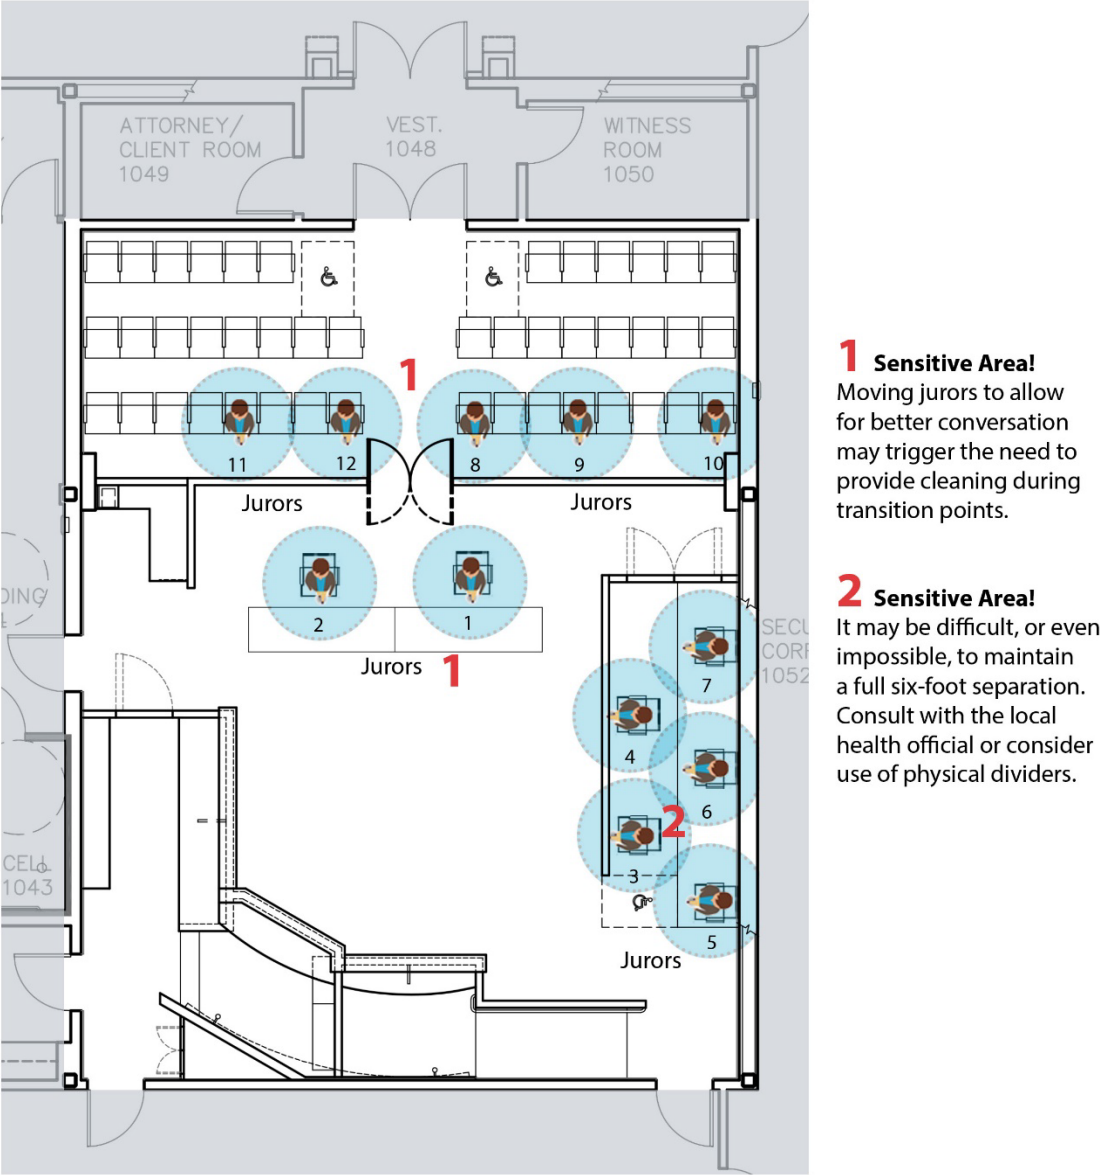 ATTORNEY/
CLIENT ROOM
1049
VEST.
1048
WITNESS
ROOM
1050
1
11
12
8
9
10
Jurors
Jurors
2
1
Jurors
1
7
4
6
2
3
5
Jurors
CELL
1043
1052
1 Sensitive Area!
Moving jurors to allow
for better conversation
may trigger the need to
provide cleaning during
transition points.
2 Sensitive Area!
It may be difficult, or even
impossible, to maintain
a full six-foot separation.
Consult with the local
health official or consider
use of physical dividers.